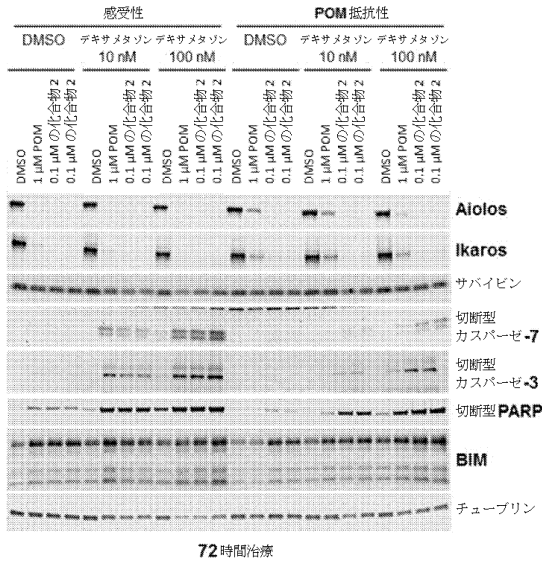 感受性 POM 抵抗性
DMSO デキサメタゾン 10 nM デキサメタゾン 100 nM DMSO デキサメタゾン 10 nM デキサメタゾン 100 nM
DMSO
1 µM POM
0.1 µM の化合物 2
0.1 µM の化合物 2
DMSO
1 µM POM
0.1 µM の化合物 2
0.1 µM の化合物 2
DMSO
1 µM POM
0.1 µM の化合物 2
0.1 µM の化合物 2
DMSO
1 µM POM
0.1 µM の化合物 2
0.1 µM の化合物 2
DMSO
1 µM POM
0.1 µM の化合物 2
0.1 µM の化合物 2
DMSO
1 µM POM
0.1 µM の化合物 2
0.1 µM の化合物 2
Aiolos
Ikaros
サバイビン
切断型
カスパーゼ-7
切断型
カスパーゼ-3
切断型PARP
BIM
チューブリン
72時間治療